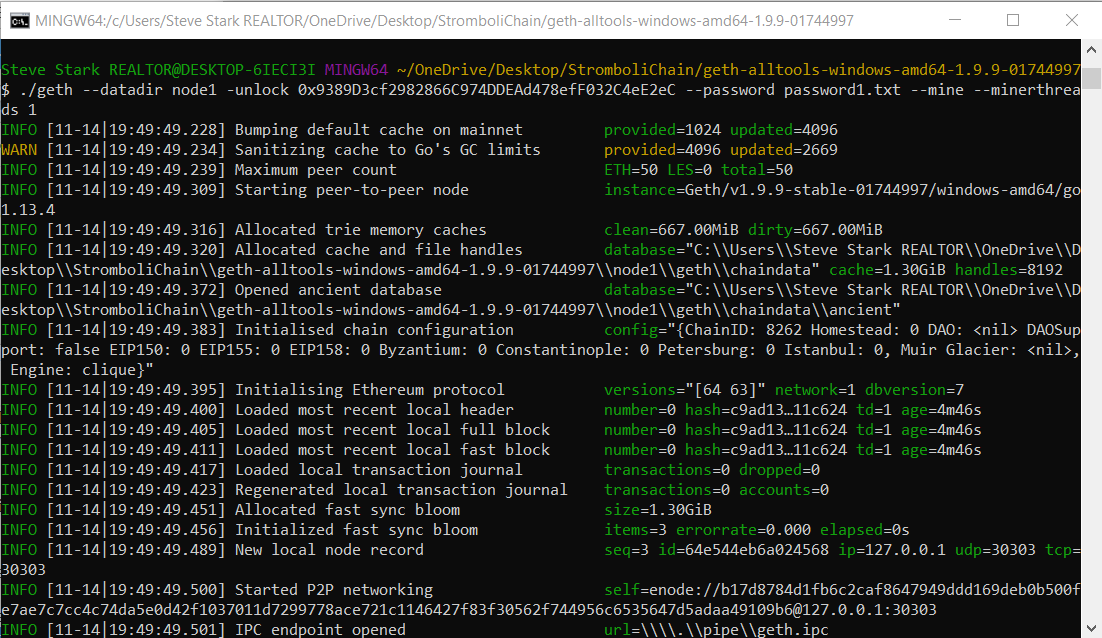 MINGW64:/c/Users/Steve Stark REALTOR/OneDrive/Desktop/StromboliChain/geth-alltools-windows-amd64-1.9.9-01744997
Steve Stark REALTOR@DESKTOP-6IECI3I MINGW64 ~/OneDrive/Desktop/StromboliChain/geth-alltools-windows-amd64-1.9.9-01744997
$ ./geth --datadir node1 -unlock 0x9389D3cf2982866C974DDEAd478efF032C4eE2eC --password password1.txt --mine --minerthrea
ds 1
INFO [11-14|19:49:49.228] Bumping default cache on mainnet provided=1024 updated=4096
WARN [11-14|19:49:49.234] Sanitizing cache to Go's GC limits provided=4096 updated=2669
INFO [11-14|19:49:49.239] Maximum peer count ETH=50 LES=0 total=50
INFO [11-14|19:49:49.309] Starting peer-to-peer node instance=Geth/v1.9.9-stable-01744997/windows-amd64/go
1.13.4
INFO [11-14|19:49:49.316] Allocated trie memory caches clean=667.00MiB dirty=667.00MiB
INFO [11-14|19:49:49.320] Allocated cache and file handles database="C:\\Users\\Steve Stark REALTOR\\OneDrive\\D
esktop\\StromboliChain\\geth-alltools-windows-amd64-1.9.9-01744997\\node1\\geth\\chaindata" cache=1.30GiB handles=8192
INFO [11-14|19:49:49.372] Opened ancient database database="C:\\Users\\Steve Stark REALTOR\\OneDrive\\D
esktop\\StromboliChain\\geth-alltools-windows-amd64-1.9.9-01744997\\node1\\geth\\chaindata\\ancient"
INFO [11-14|19:49:49.383] Initialised chain configuration config="{ChainID: 8262 Homestead: 0 DAO: <nil> DAOSup
port: false EIP150: 0 EIP155: 0 EIP158: 0 Byzantium: 0 Constantinople: 0 Petersburg: 0 Istanbul: 0, Muir Glacier: <nil>,
Engine: clique}"
INFO [11-14|19:49:49.395] Initialising Ethereum protocol versions="[64 63]" network=1 dbversion=7
INFO [11-14|19:49:49.400] Loaded most recent local header number=0 hash=c9ad13…11c624 td=1 age=4m46s
INFO [11-14|19:49:49.405] Loaded most recent local full block number=0 hash=c9ad13…11c624 td=1 age=4m46s
INFO [11-14|19:49:49.411] Loaded most recent local fast block number=0 hash=c9ad13…11c624 td=1 age=4m46s
INFO [11-14|19:49:49.417] Loaded local transaction journal transactions=0 dropped=0
INFO [11-14|19:49:49.423] Regenerated local transaction journal transactions=0 accounts=0
INFO [11-14|19:49:49.451] Allocated fast sync bloom size=1.30GiB
INFO [11-14|19:49:49.456] Initialized fast sync bloom items=3 errorrate=0.000 elapsed=0s
INFO [11-14|19:49:49.489] New local node record seq=3 id=64e544eb6a024568 ip=127.0.0.1 udp=30303 tcp=
30303
INFO [11-14|19:49:49.500] Started P2P networking self=enode://b17d8784d1fb6c2caf8647949ddd169deb0b500f
e7ae7c7cc4c74da5e0d42f1037011d7299778ace721c1146427f83f30562f744956c6535647d5adaa49109b6@127.0.0.1:30303
INFO [11-14|19:49:49.501] IPC endpoint opened url=\\\\.\\pipe\\geth.ipc